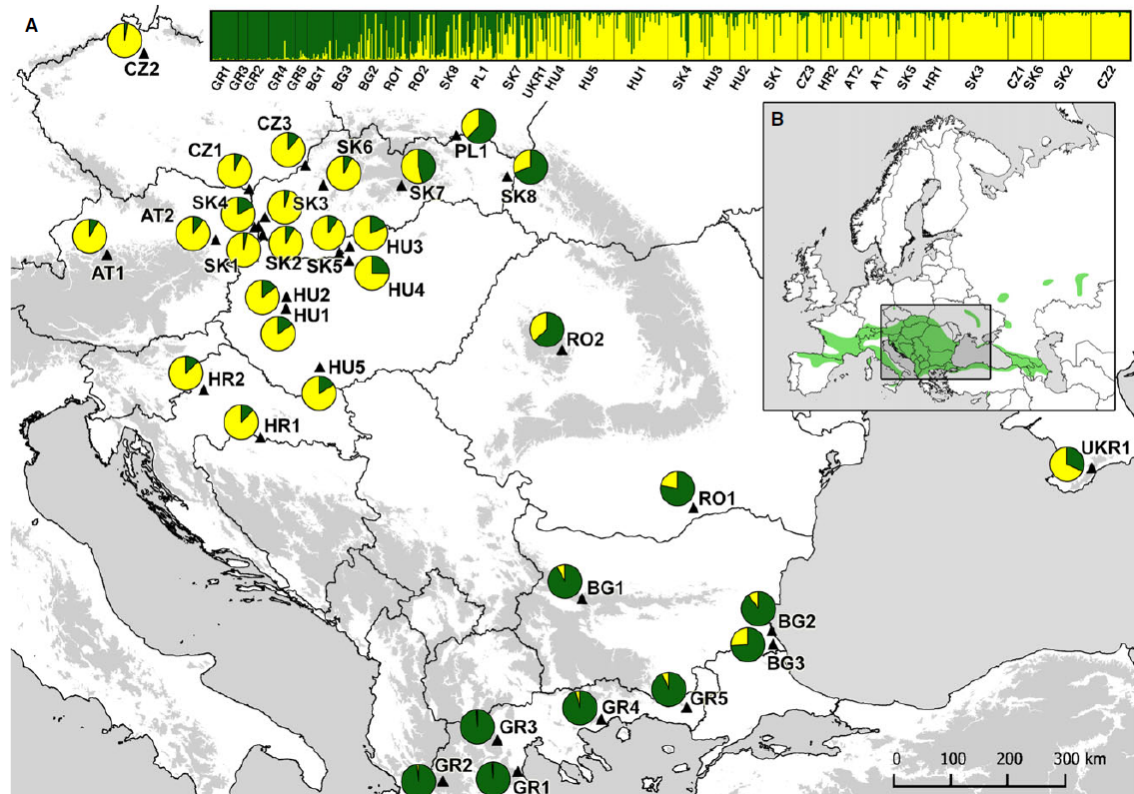 A
GR1 GR3 GR2 GR4 GR5 BG1 BG3 BG2 RO1 RO2 SK8 PL1 SK7 UKR1 HU4 HU5 HU1 SK4 HU3 HU2 SK1 CZ3 HR2 AT2 AT1 SK5 HR1 SK3 CZ1 SK6 SK2 CZ2
CZ2
B
CZ3
SK6
PL1
CZ1
SK7
SK8
SK4
SK3
AT2
AT1
SK1
SK2
SK5
HU3
HU4
HU2
HU1
RO2
HU5
HR2
HR1
UKR1
RO1
BG1
BG2
BG3
GR5
GR4
GR3
GR2
GR1
0 100 200 300 km